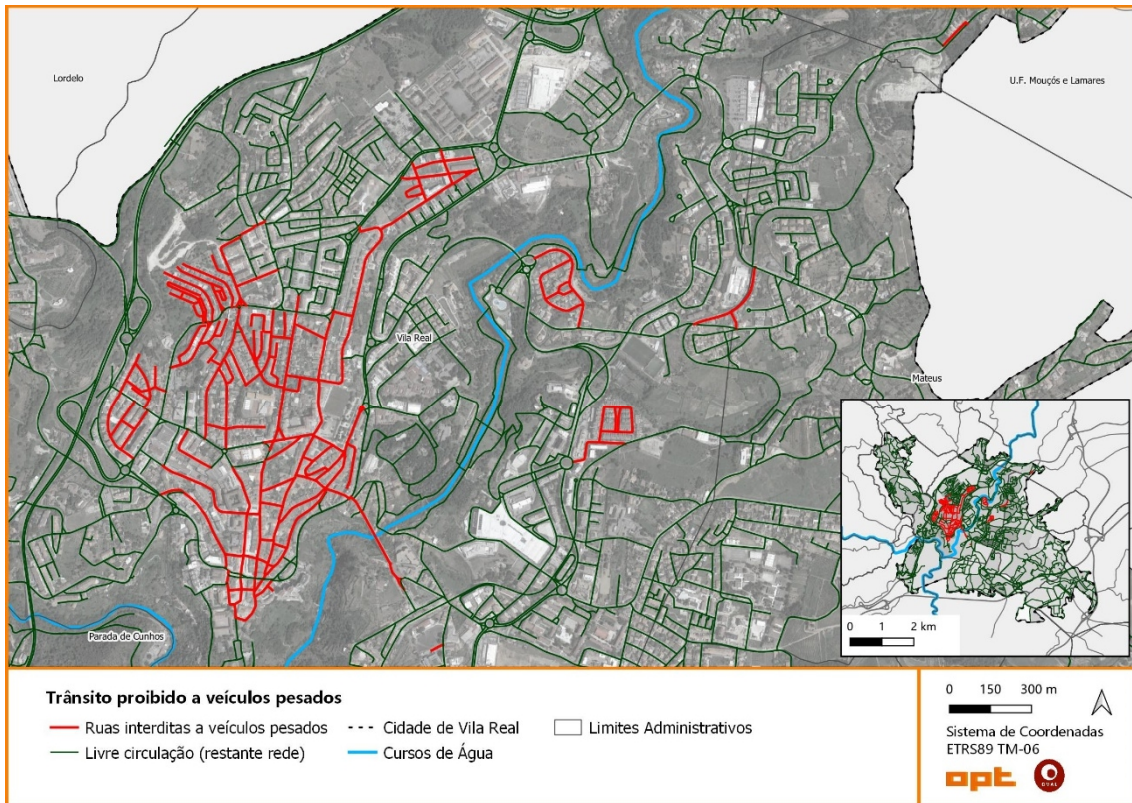 Lordelo
U.F. Mouçós e Lamares
Vila Real
Mateus
Parada de Cunhos
0 1 2 km
Trânsito proibido a veículos pesados
Ruas interditas a veículos pesados
Cidade de Vila Real
Limites Administrativos
Livre circulação (restante rede)
Cursos de Água
0 150 300 m
Sistema de Coordenadas
ETRS89 TM-06
opt